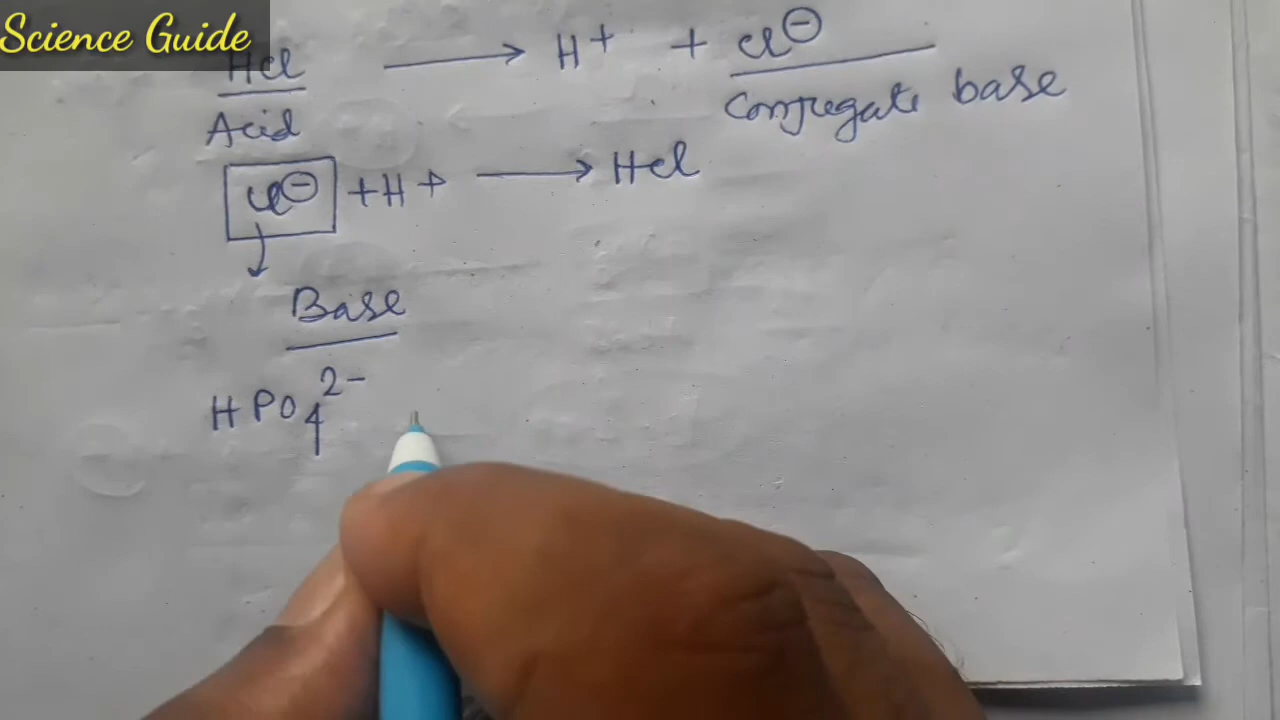 Science Guide
Hcl ⟶ H+ + cl⊖
Acid conjugate base
cl⊖ +H+ ⟶ Hcl
Base
HPO4 2-